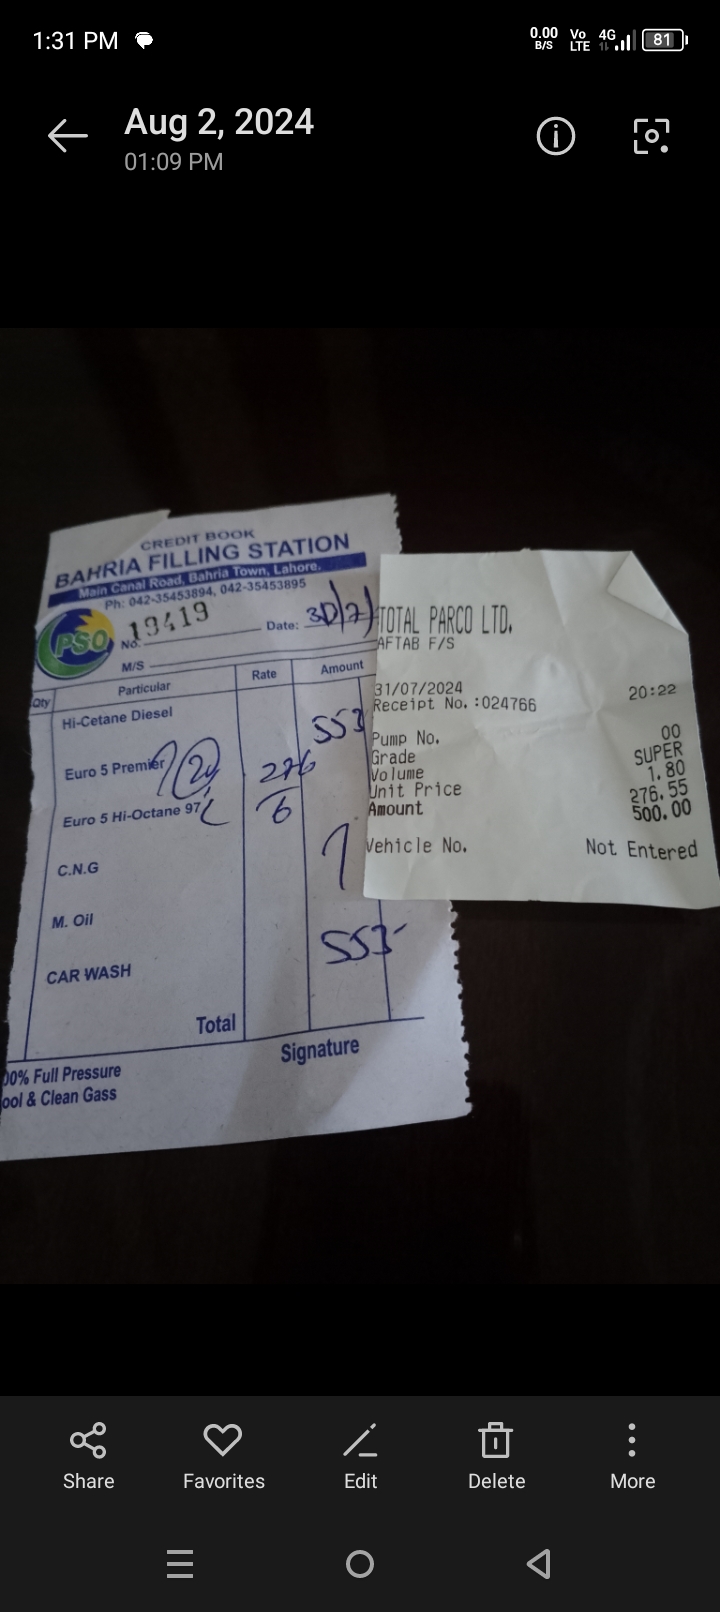 1:31 PM
0.00 B/S Vo LTE 4G 81
Aug 2, 2024
01:09 PM
CREDIT BOOK
BAHRIA FILLING STATION
Main Canal Road, Bahria Town, Lahore.
Ph: 042-35453894, 042-35453895
PSO
No. 19419 Date: 30/7/
M/S
Qty Particular Rate Amount
Hi-Cetane Diesel
553
Euro 5 Premier 276
Euro 5 Hi-Octane 97 6
C.N.G
M. Oil
553
CAR WASH
Total
Signature
00% Full Pressure
ool & Clean Gass
TOTAL PARCO LTD.
AFTAB F/S
31/07/2024 20:22
Receipt No.:024766
Pump No. 00
Grade SUPER
Volume 1.80
Unit Price 276.55
Amount 500.00
Vehicle No. Not Entered
Share Favorites Edit Delete More